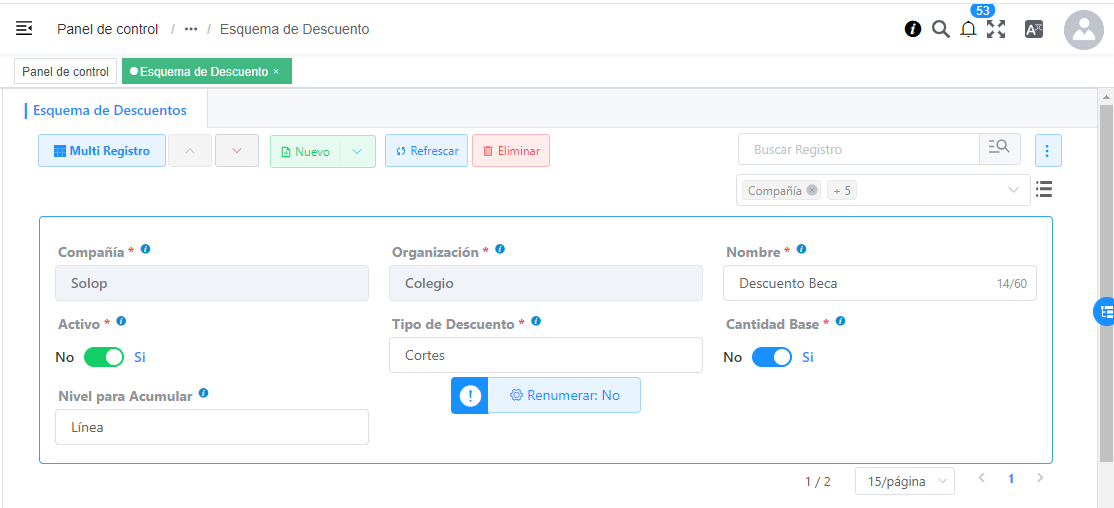 Panel de control / ••• / Esquema de Descuento
53
Panel de control
Esquema de Descuento ×
Esquema de Descuentos
Multi Registro
Nuevo
Refrescar
Eliminar
Buscar Registro
Compañía
+ 5
Compañía *
Organización *
Nombre *
Solop
Colegio
Descuento Beca 14/60
Activo *
Tipo de Descuento *
Cantidad Base *
No Si
Cortes
No Si
Nivel para Acumular
Renumerar: No
Línea
1 / 2
15/página
1